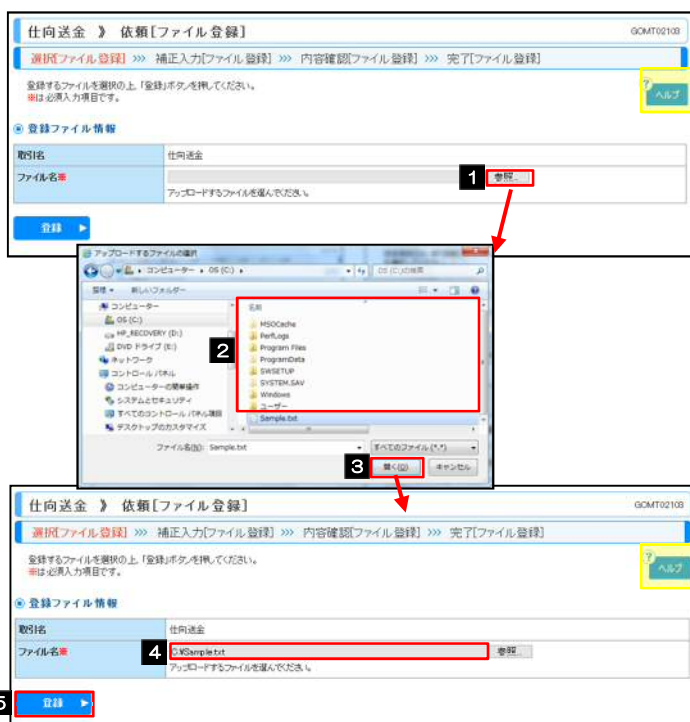 仕向送金 》 依頼[ファイル登録]
GOMT02103
選択[ファイル登録] >>> 補正入力[ファイル登録] >>> 内容確認[ファイル登録] >>> 完了[ファイル登録]
登録するファイルを選択の上、「登録」ボタンを押してください。
※は必須入力項目です。
? ヘルプ
登録ファイル情報
取引名 仕向送金
ファイル名※ 1 参照...
アップロードするファイルを選んでください。
登録
アップロードするファイルの選択
コンピューター OS (C:)
OS (C:)の検索
整理 新しいフォルダー
コンピューター
OS (C:)
HP_RECOVERY (D:)
DVD ドライブ (E:)
ネットワーク
コントロール パネル
コンピューターの簡単操作
システムとセキュリティ
すべてのコントロール パネル項目
デスクトップのカスタマイズ
2
名前
MSOCache
PerfLogs
Program Files
ProgramData
SWSETUP
SYSTEM.SAV
Windows
ユーザー
Sample.txt
ファイル名(N): Sample.txt
すべてのファイル (*.*)
3 開く(O) キャンセル
仕向送金 》 依頼[ファイル登録]
GOMT02103
選択[ファイル登録] >>> 補正入力[ファイル登録] >>> 内容確認[ファイル登録] >>> 完了[ファイル登録]
登録するファイルを選択の上、「登録」ボタンを押してください。
※は必須入力項目です。
? ヘルプ
登録ファイル情報
取引名 仕向送金
ファイル名※ 4 C:¥Sample.txt 参照...
アップロードするファイルを選んでください。
5 登録